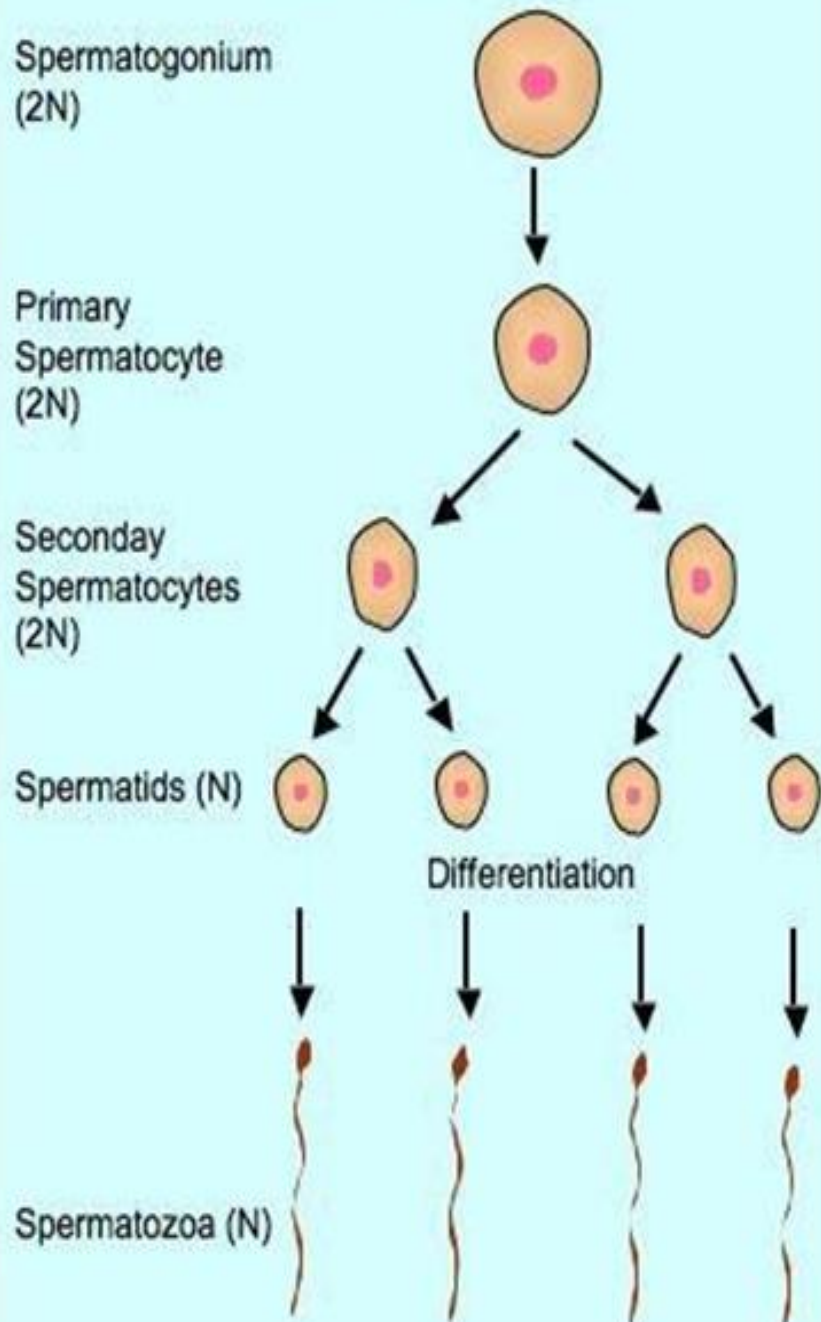 Spermatogonium
(2N)
Primary
Spermatocyte
(2N)
Seconday
Spermatocytes
(2N)
Spermatids (N)
Differentiation
Spermatozoa (N)